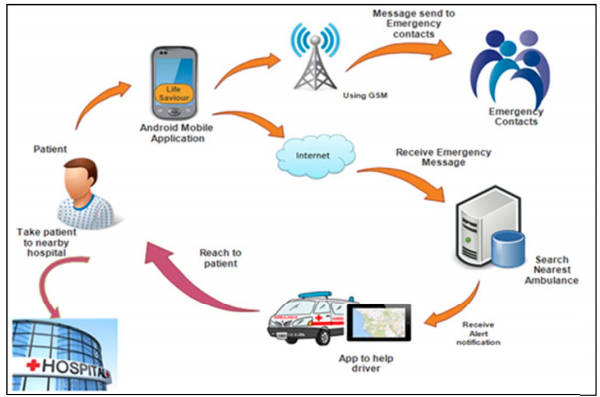 Message send to
Emergency
contacts
Life
Saviour
Using GSM
Android Mobile
Application
Emergency
Contacts
Patient
Internet
Receive Emergency
Message
Take patient
to nearby
hospital
Reach to
patient
Search
Nearest
Ambulance
Receive
Alert
notification
App to help
driver
HOSPITAL